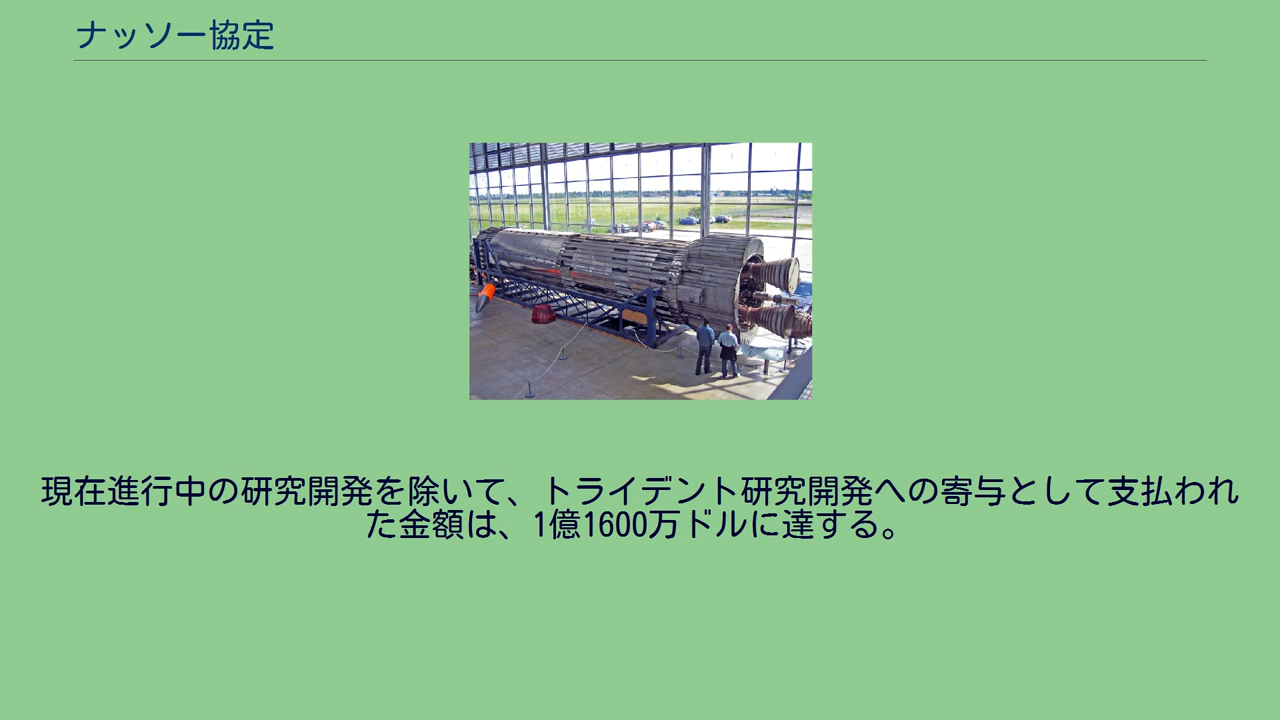 ナッソー協定
現在進行中の研究開発を除いて、トライデント研究開発への寄与として支払われ
た金額は、1億1600万ドルに達する。